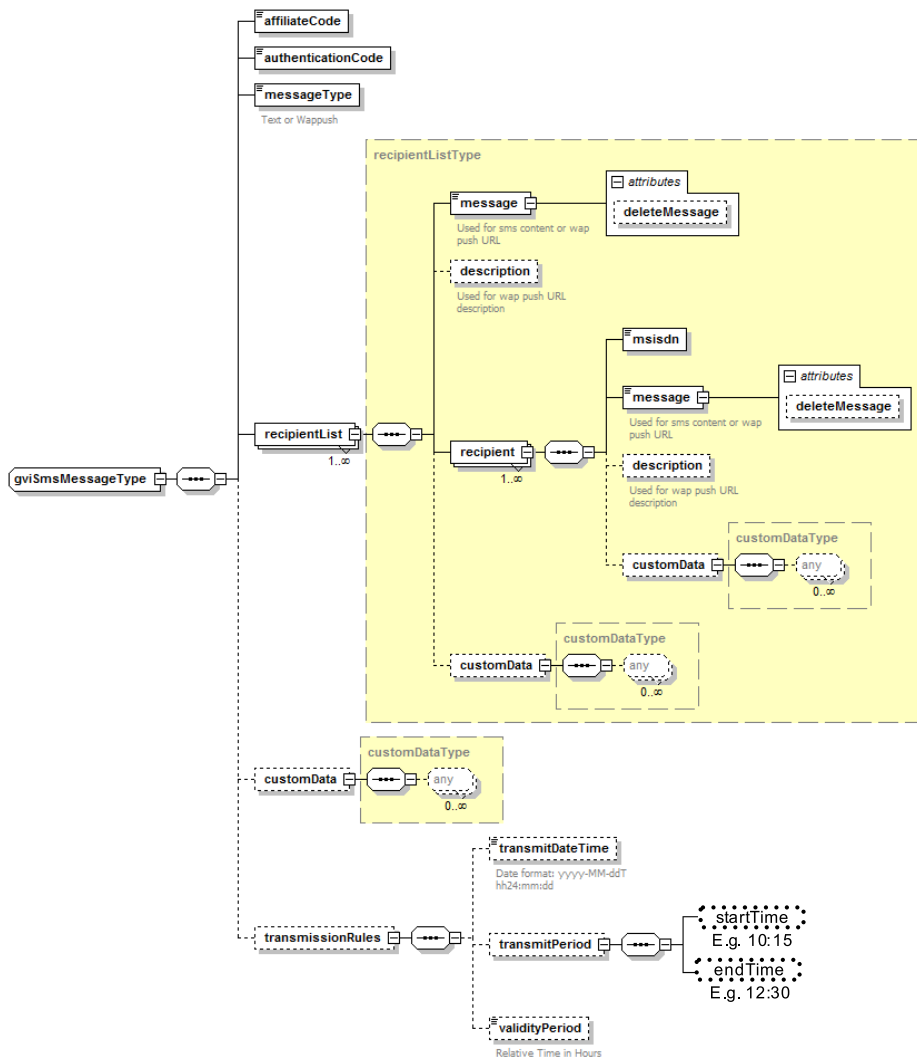 affiliateCode
authenticationCode
messageType
Text or Wappush
recipientListType
attributes
message
deleteMessage
Used for sms content or wap
push URL
description
Used for wap push URL
description
msisdn
attributes
message
deleteMessage
Used for sms content or wap
push URL
recipientList
1..∞
recipient
1..∞
description
Used for wap push URL
description
gviSmsMessageType
customDataType
customData
any
0..∞
customDataType
customData
any
0..∞
customDataType
customData
any
0..∞
transmitDateTime
Date format: yyyy-MM-ddT
hh24:mm:dd
startTime
E.g. 10:15
transmissionRules
transmitPeriod
endTime
E.g. 12:30
validityPeriod
Relative Time in Hours